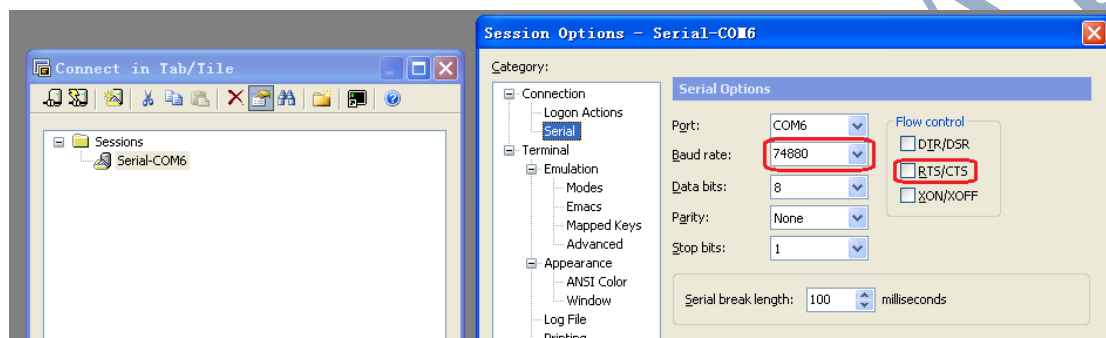 Connect in Tab/Tile
Sessions
Serial-COM6
Session Options - Serial-COM6
Category:
Connection
Logon Actions
Serial
Terminal
Emulation
Modes
Emacs
Mapped Keys
Advanced
Appearance
ANSI Color
Window
Log File
Printing
Serial Options
Port: COM6
Baud rate: 74880
Data bits: 8
Parity: None
Stop bits: 1
Flow control
DTR/DSR
RTS/CTS
XON/XOFF
Serial break length: 100 milliseconds